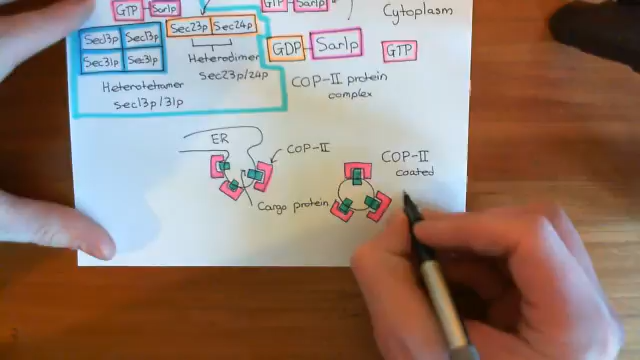 GTP Sar1p
GTP Sar1p
Cytoplasm
Sec13p Sec13p
Sec31p Sec31p
Sec23p Sec24p
GDP Sar1p
GTP
Heterodimer
Sec23p/24p
Heterotetramer
Sec13p/31p
COP-II protein
complex
ER
COP-II
Cargo protein
COP-II
coated